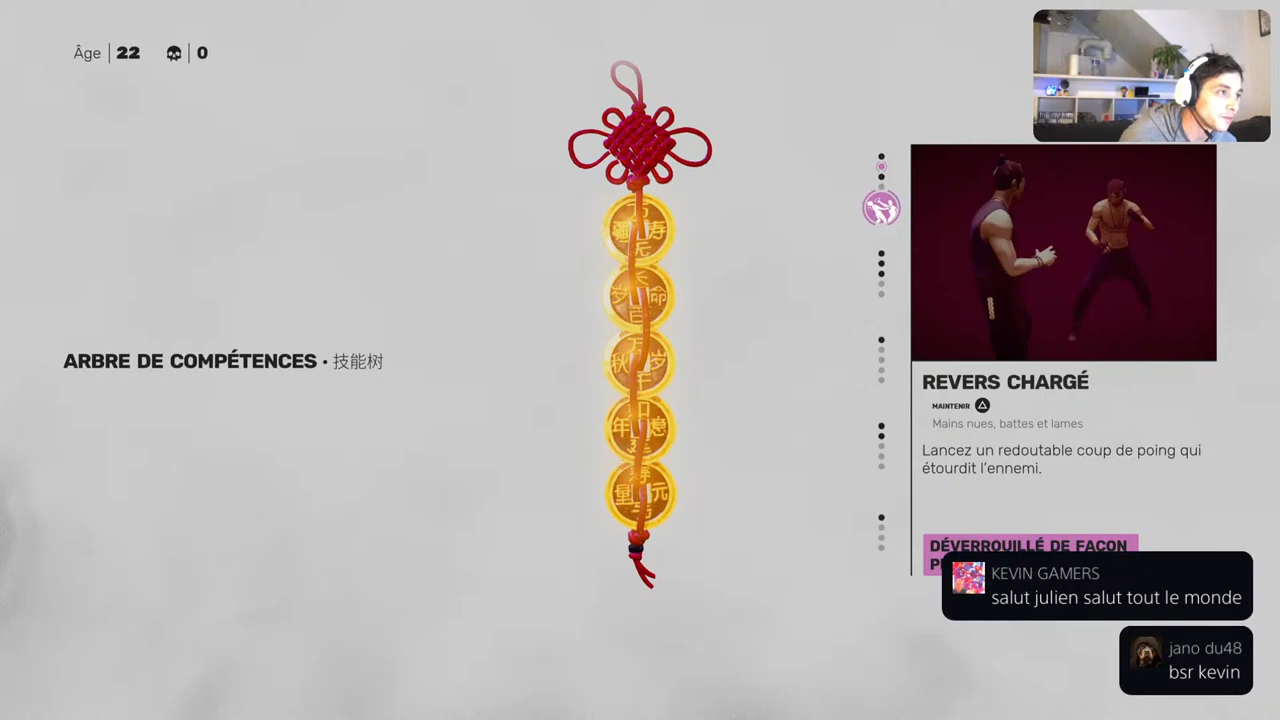 Âge 22 0
ARBRE DE COMPÉTENCES • 技能树
REVERS CHARGÉ
MAINTENIR
Mains nues, battes et lames
Lancez un redoutable coup de poing qui
étourdit l'ennemi.
DÉVERROUILLÉ DE FAÇON
KEVIN GAMERS
salut julien salut tout le monde
jano du48
bsr kevin